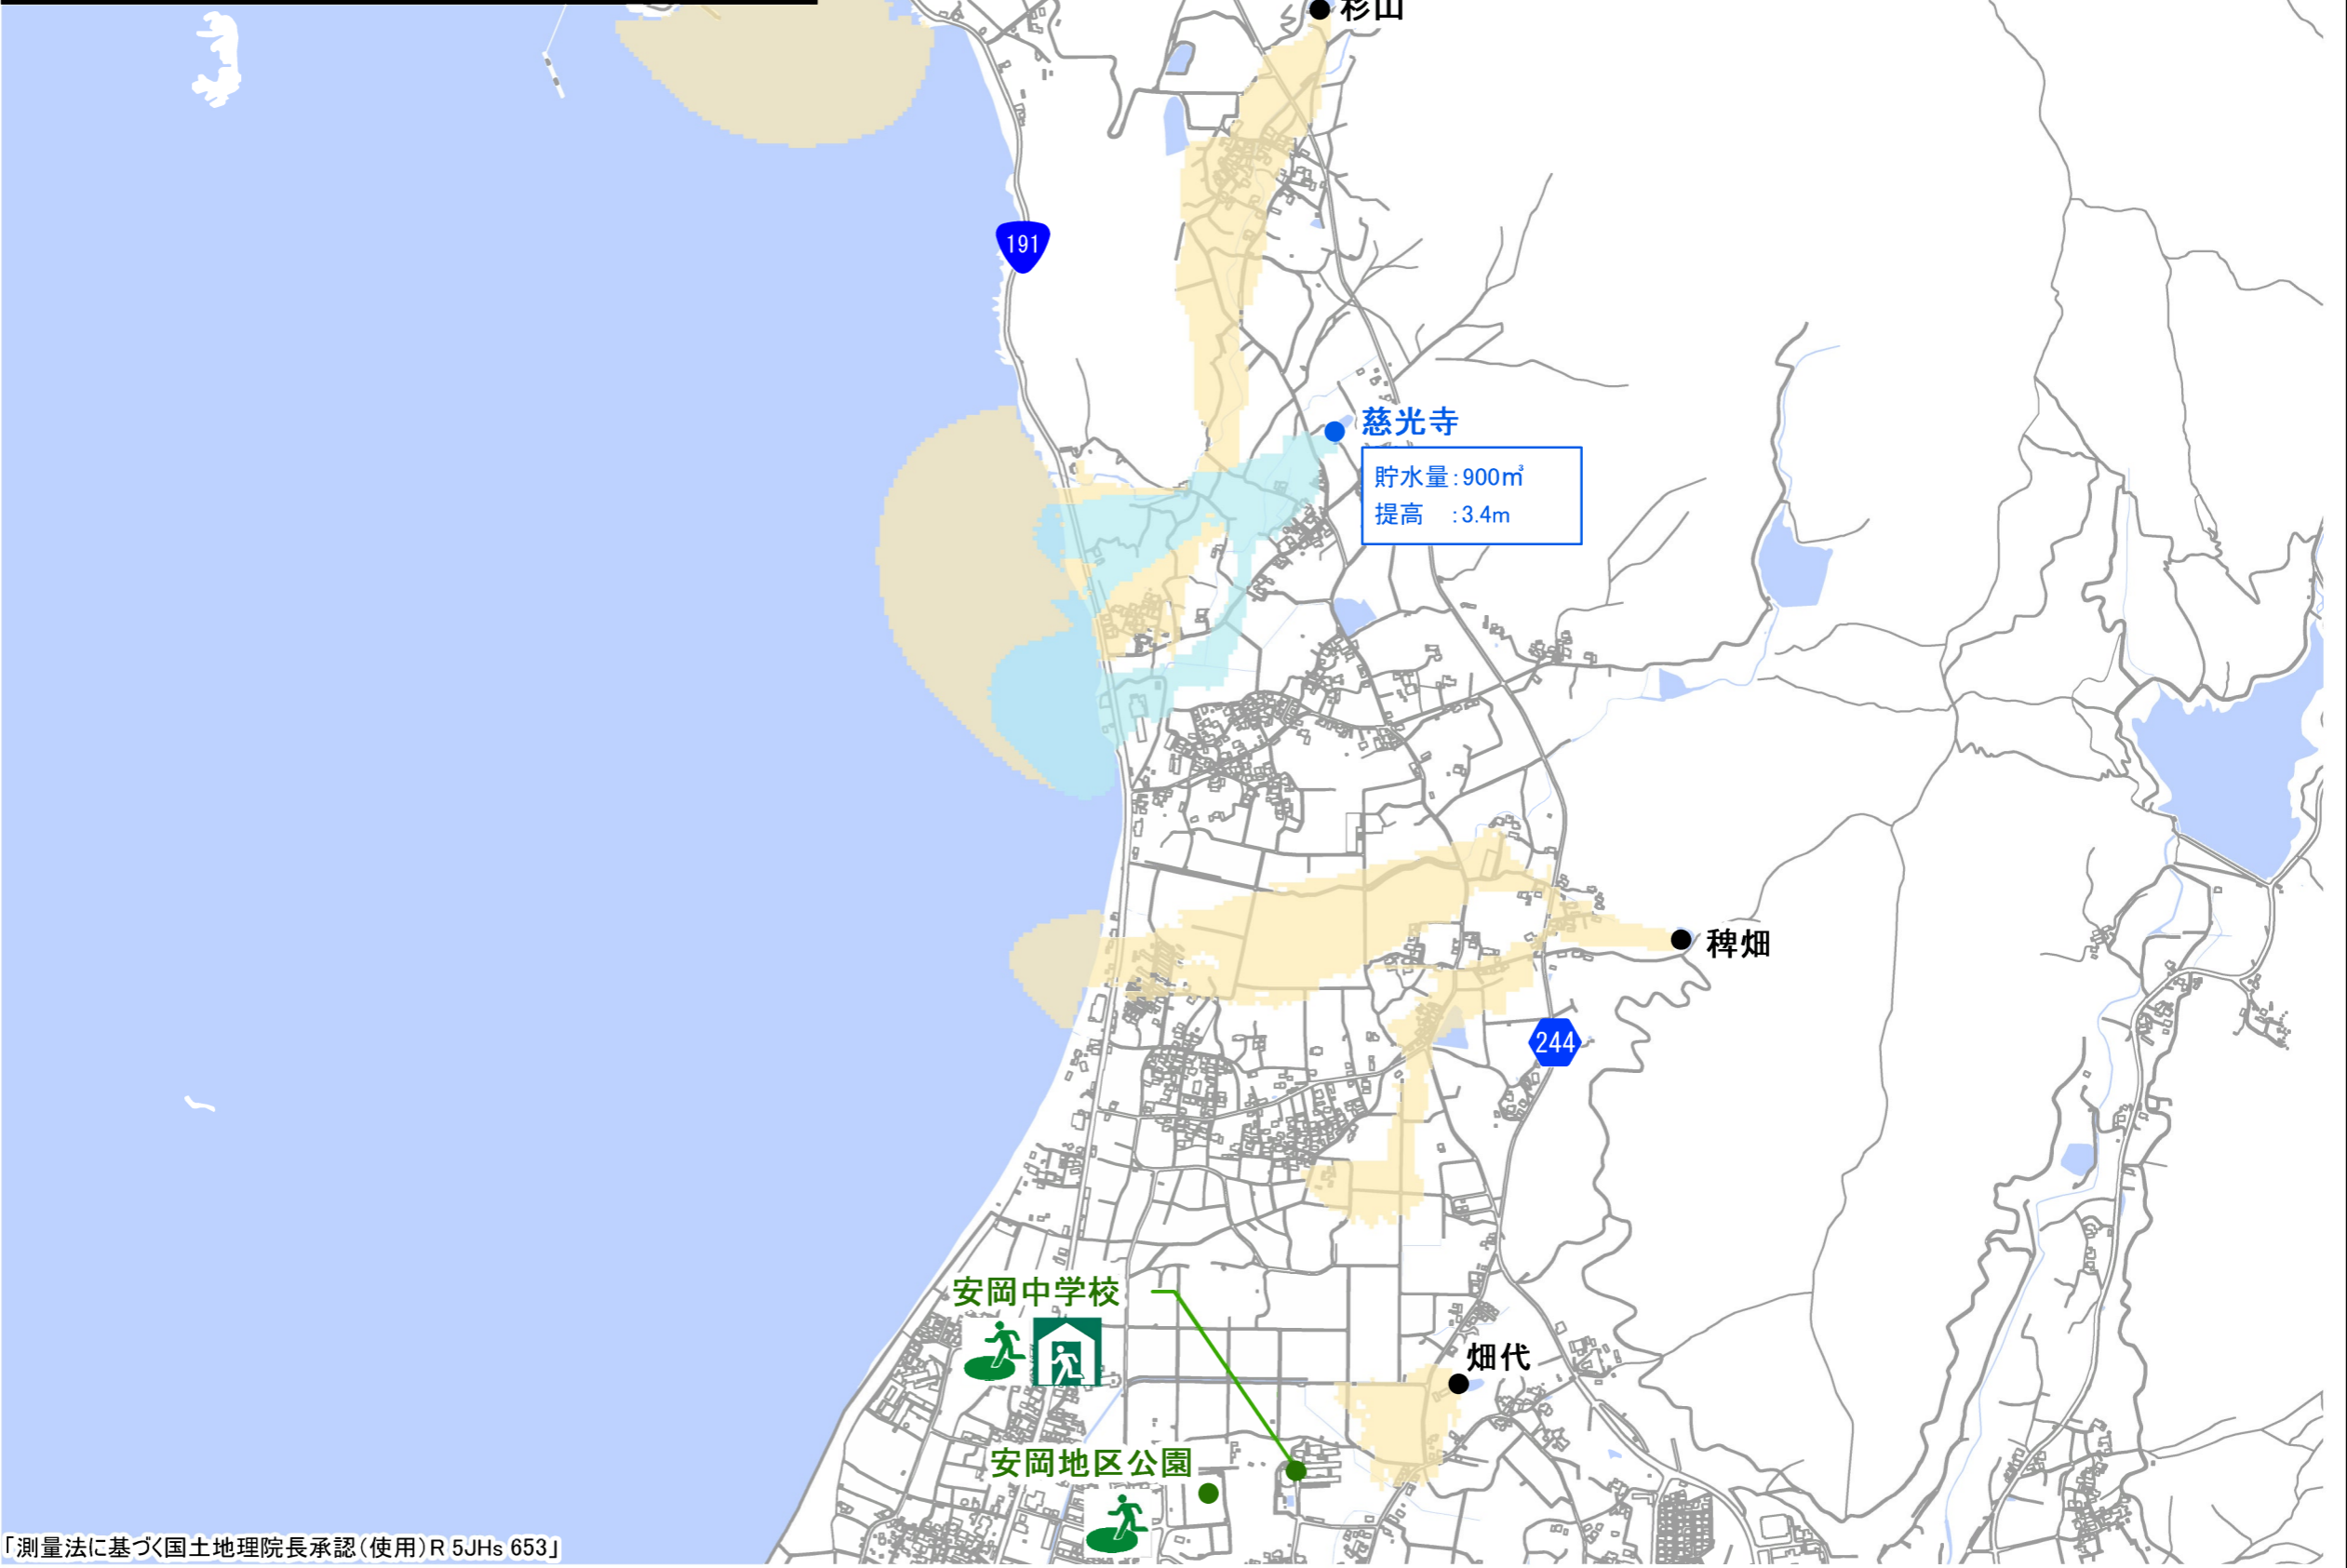 杉山
191
慈光寺
貯水量:900㎥
提高 :3.4m
稗畑
244
安岡中学校
畑代
安岡地区公園
「測量法に基づく国土地理院長承認(使用)R 5JHs 653」